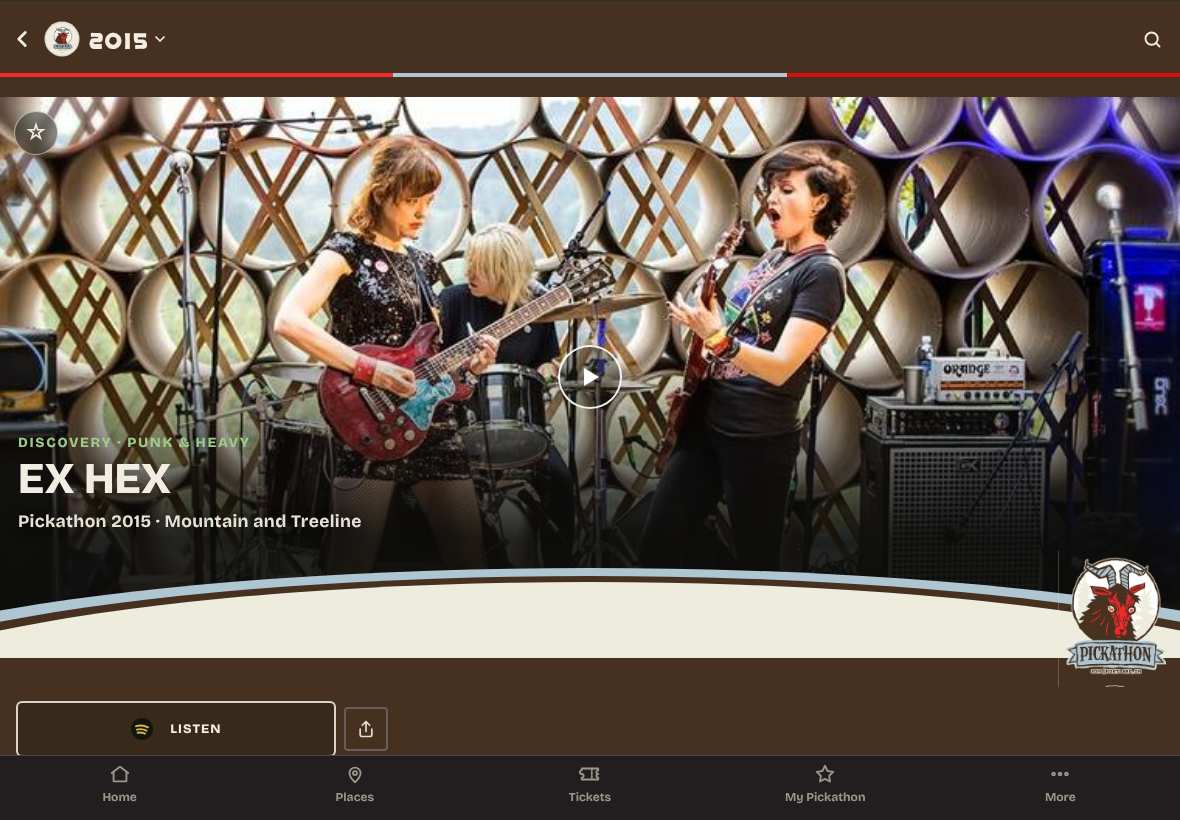 2015
ORANGE
DISCOVERY · PUNK & HEAVY
EX HEX
Pickathon 2015 · Mountain and Treeline
PICKATHON
LISTEN
Home
Places
Tickets
My Pickathon
More